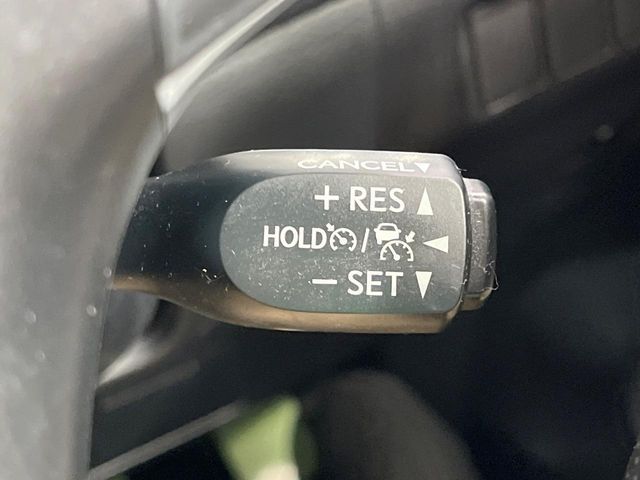 CANCEL▼
+ RES ▲
HOLD / ◀
− SET ▼